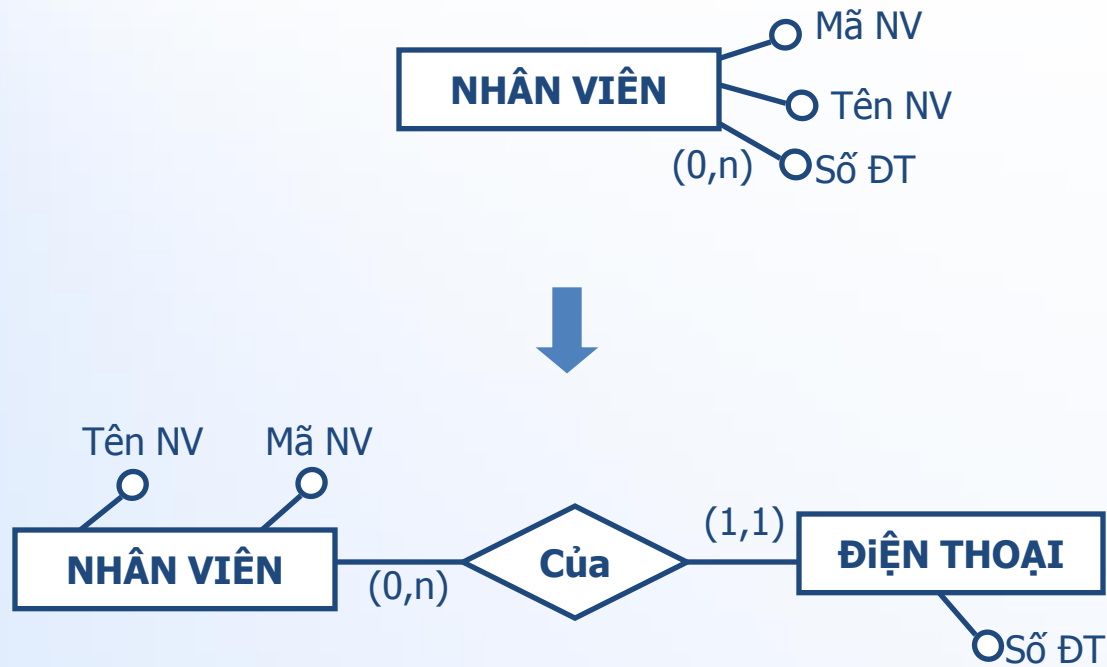 Mã NV
NHÂN VIÊN
Tên NV
(0,n)
Số ĐT
Tên NV
Mã NV
NHÂN VIÊN
(0,n)
Của
(1,1)
ĐiỆN THOẠI
Số ĐT